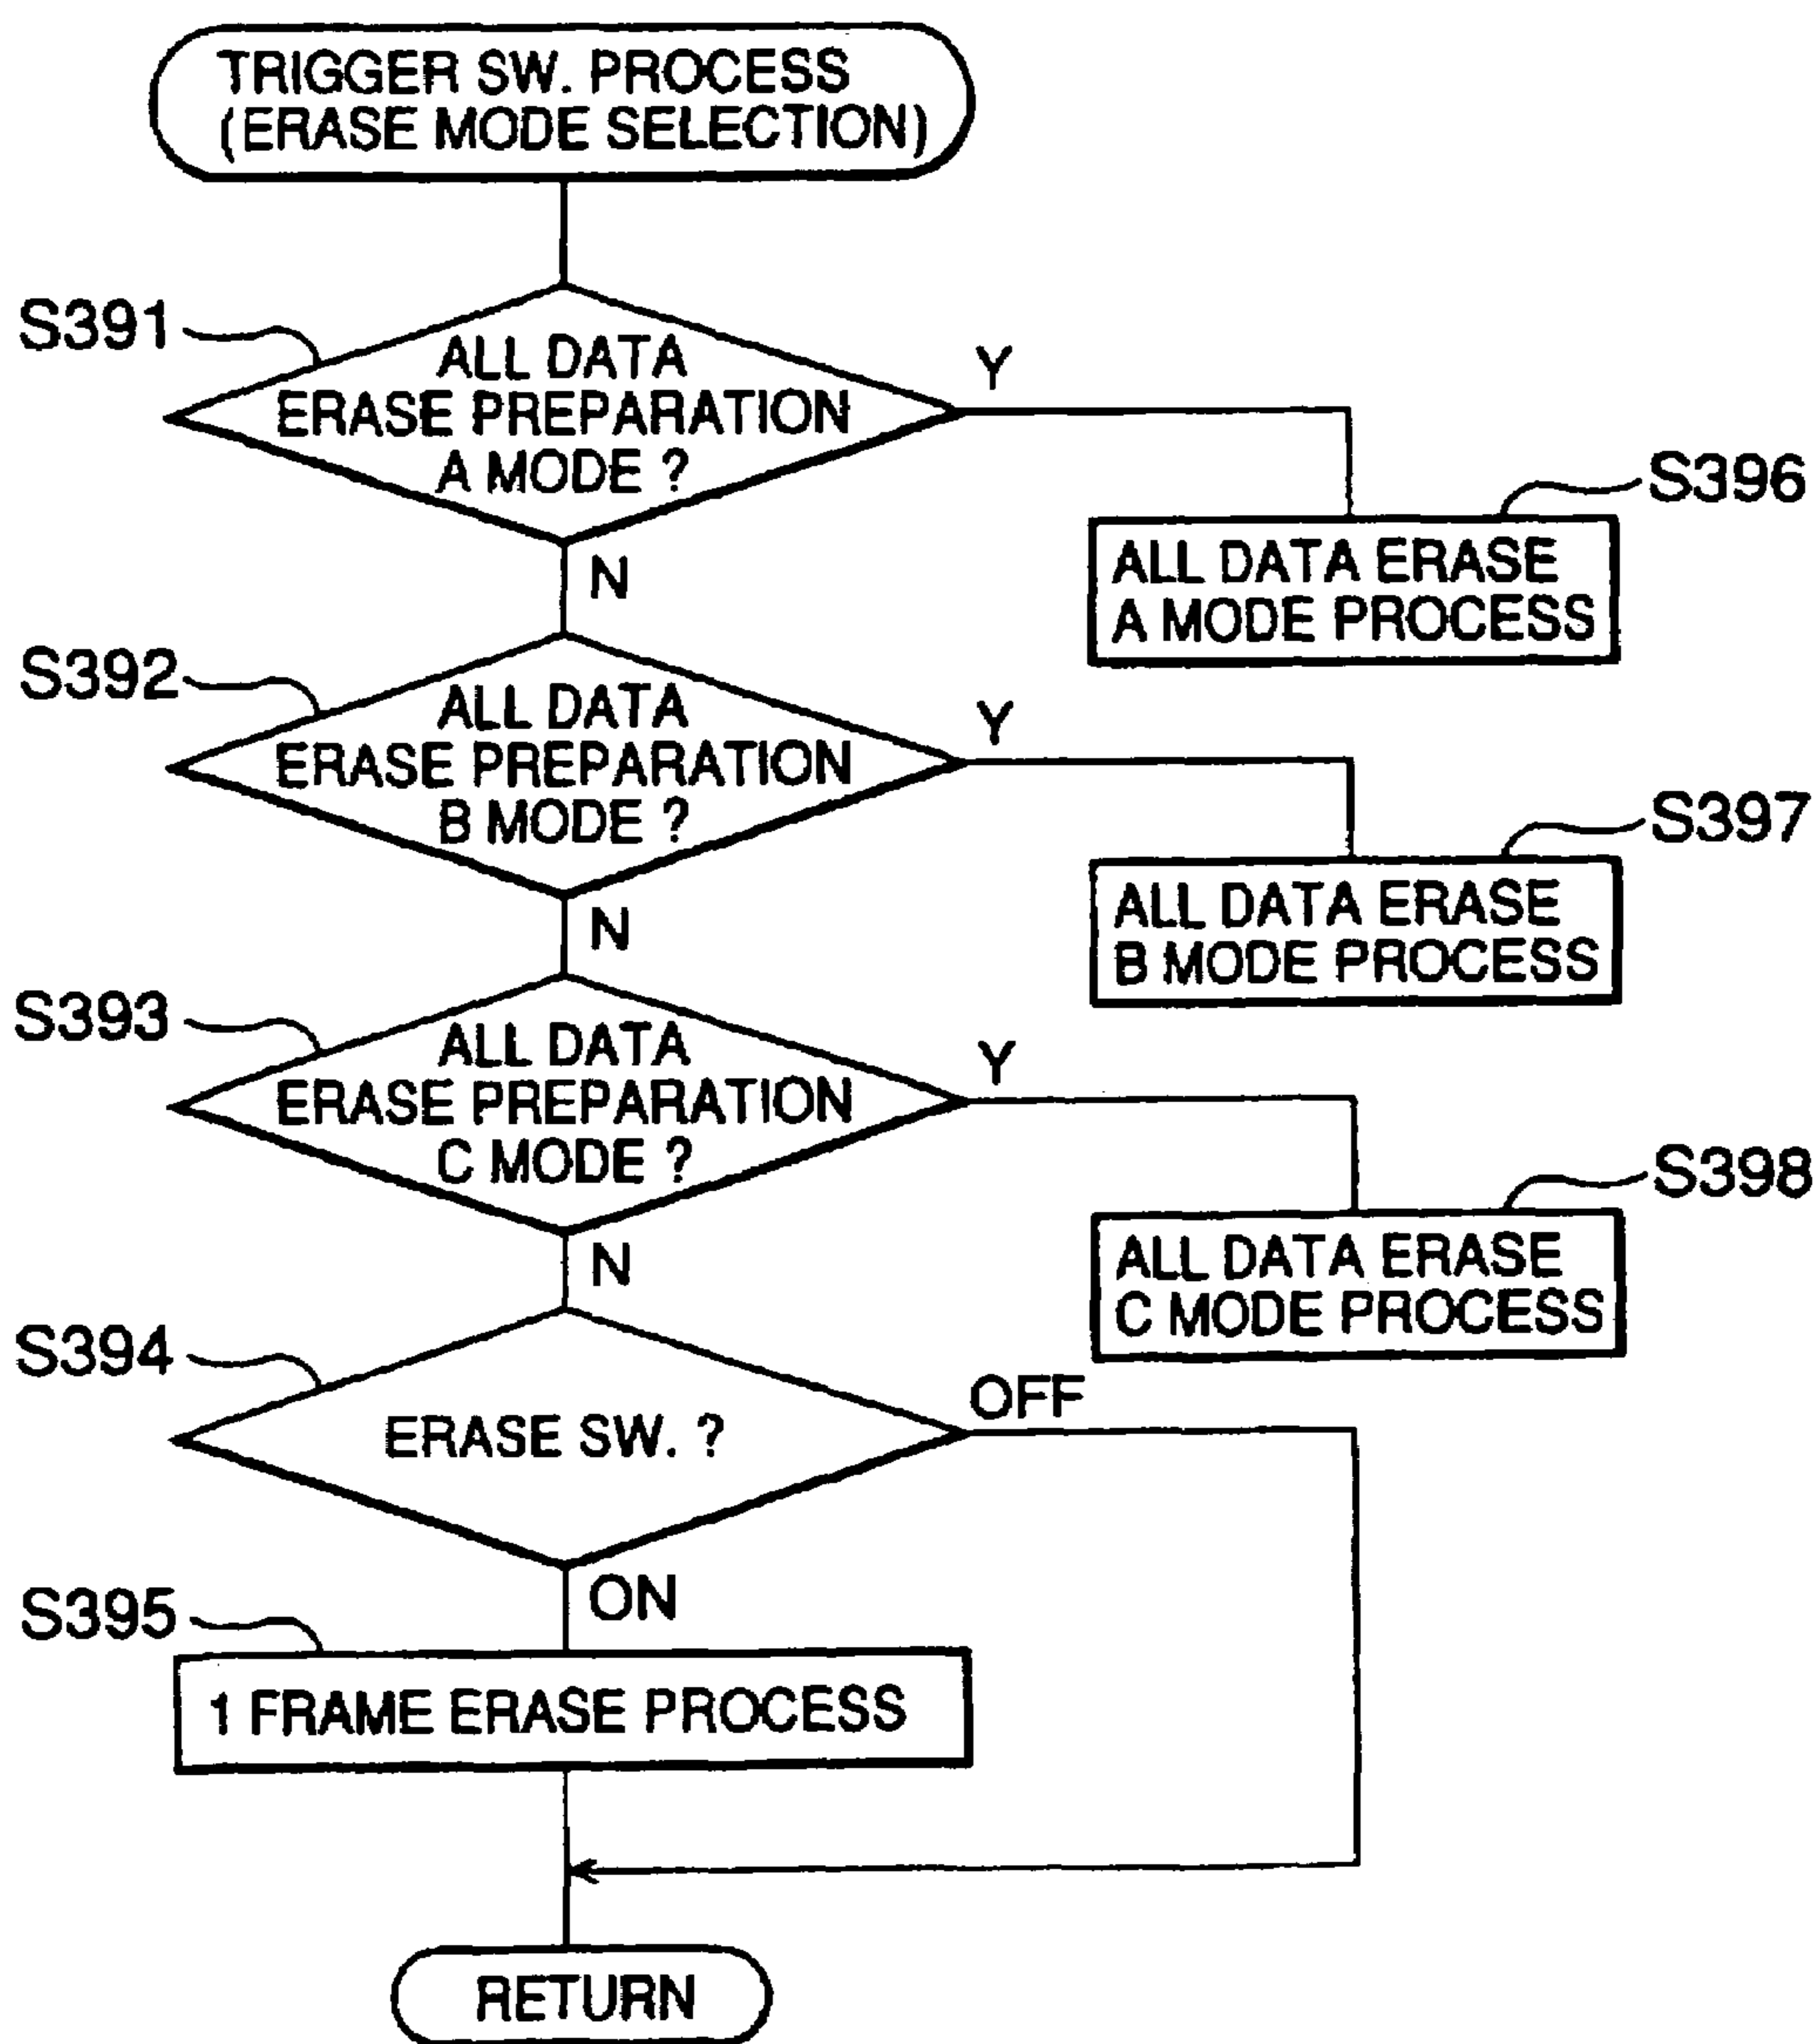 TRIGGER SW. PROCESS
(ERASE MODE SELECTION)
S391
ALL DATA
ERASE PREPARATION
A MODE ?
Y
N
S396
ALL DATA ERASE
A MODE PROCESS
S392
ALL DATA
ERASE PREPARATION
B MODE ?
Y
N
S397
ALL DATA ERASE
B MODE PROCESS
S393
ALL DATA
ERASE PREPARATION
C MODE ?
Y
N
S398
ALL DATA ERASE
C MODE PROCESS
S394
ERASE SW. ?
OFF
ON
S395
1 FRAME ERASE PROCESS
RETURN